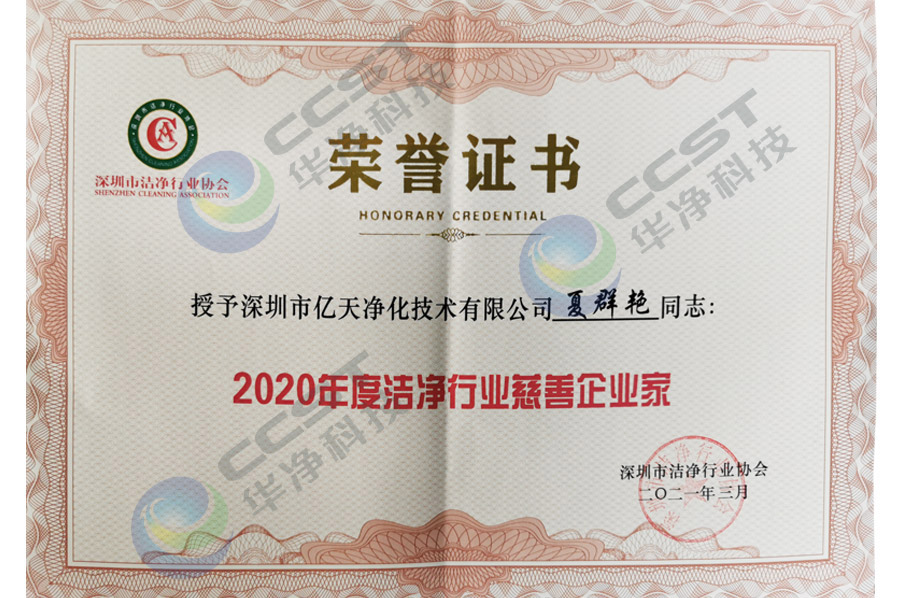 深圳市洁净行业协会
SHENZHEN CLEANING ASSOCIATION
荣誉证书
HONORARY CREDENTIAL
授予深圳市亿天净化技术有限公司 夏群艳 同志:
2020年度洁净行业慈善企业家
深圳市洁净行业协会
二〇二一年三月
CCST
华净科技
CCST
华净科技
CCST
华净科技